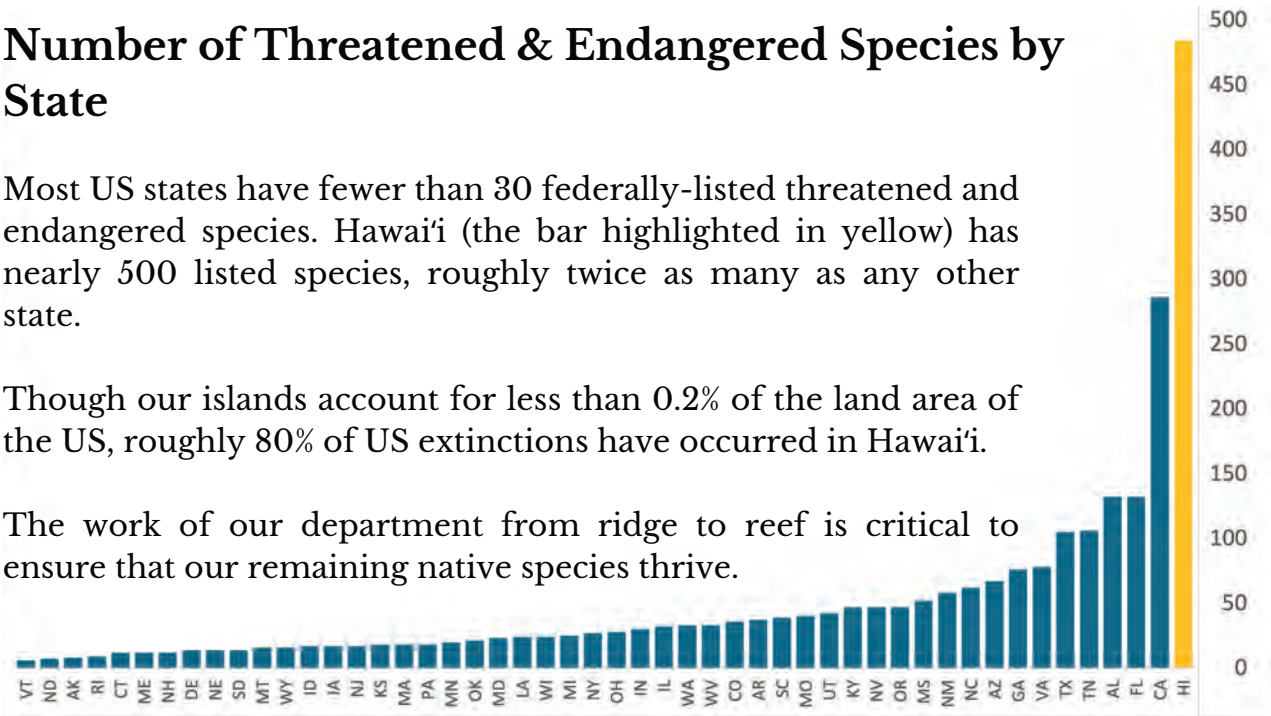 Number of Threatened & Endangered Species by
State
Most US states have fewer than 30 federally-listed threatened and
endangered species. Hawaiʻi (the bar highlighted in yellow) has
nearly 500 listed species, roughly twice as many as any other
state.
Though our islands account for less than 0.2% of the land area of
the US, roughly 80% of US extinctions have occurred in Hawaiʻi.
The work of our department from ridge to reef is critical to
ensure that our remaining native species thrive.
500
450
400
350
300
250
200
150
100
50
0
VT ND AK RI CT ME NH DE NE SD MT WY ID IA NJ KS MA PA MN OK MD LA WI MI NY OH IN IL WA WV CO AR SC MO UT KY NV OR MS NM NC AZ GA VA TX TN AL FL CA HI